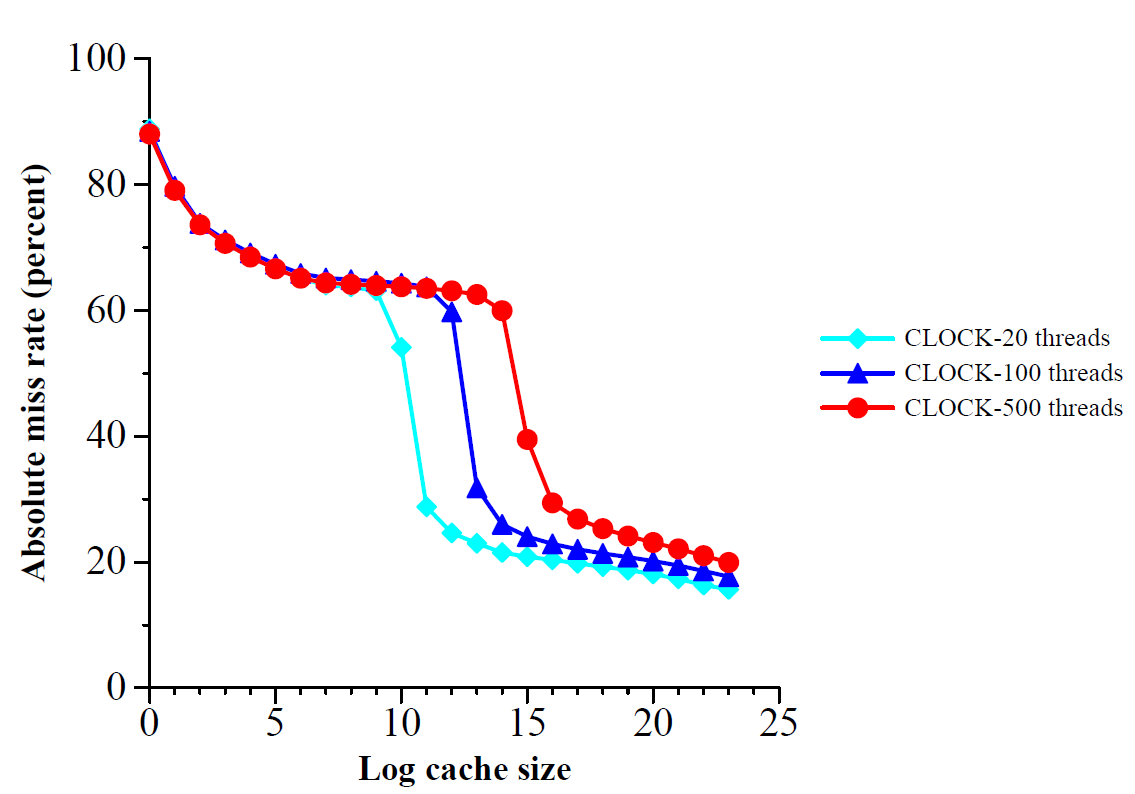 100
80
60
40
20
0
Absolute miss rate (percent)
0 5 10 15 20 25
Log cache size
CLOCK-20 threads
CLOCK-100 threads
CLOCK-500 threads